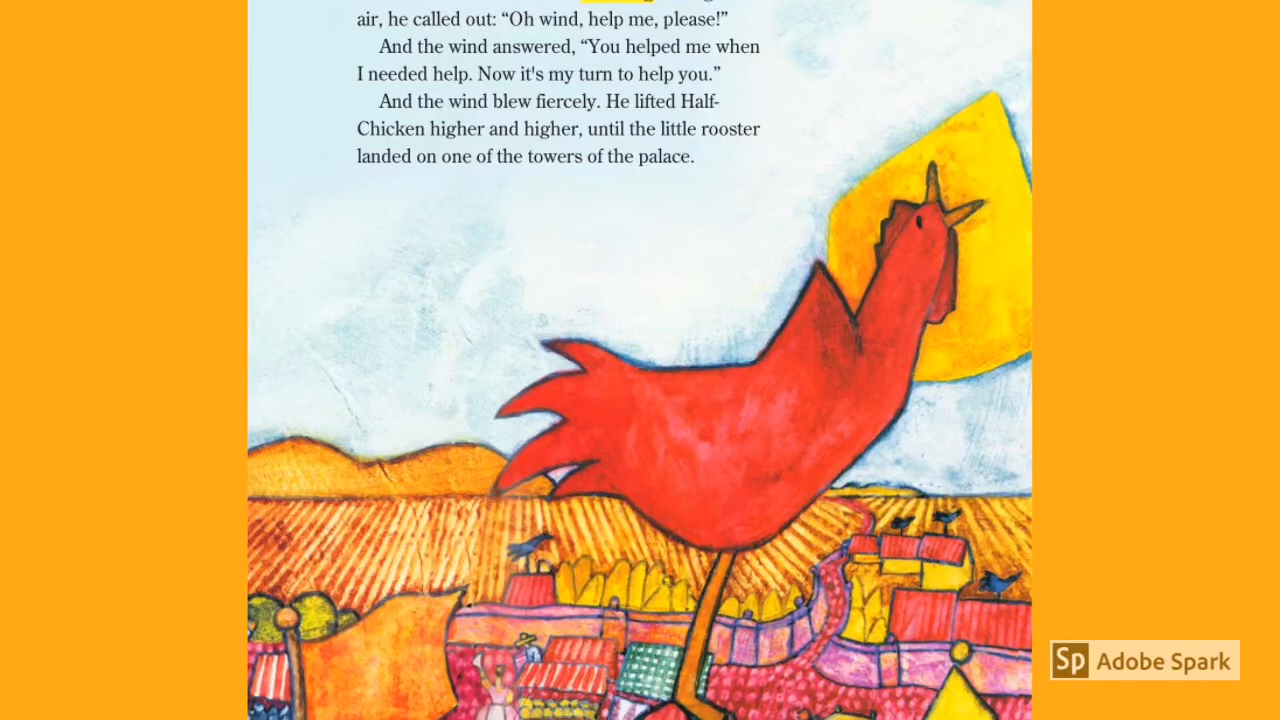 air, he called out: “Oh wind, help me, please!”
And the wind answered, “You helped me when
I needed help. Now it's my turn to help you.”
And the wind blew fiercely. He lifted Half-
Chicken higher and higher, until the little rooster
landed on one of the towers of the palace.
Sp Adobe Spark